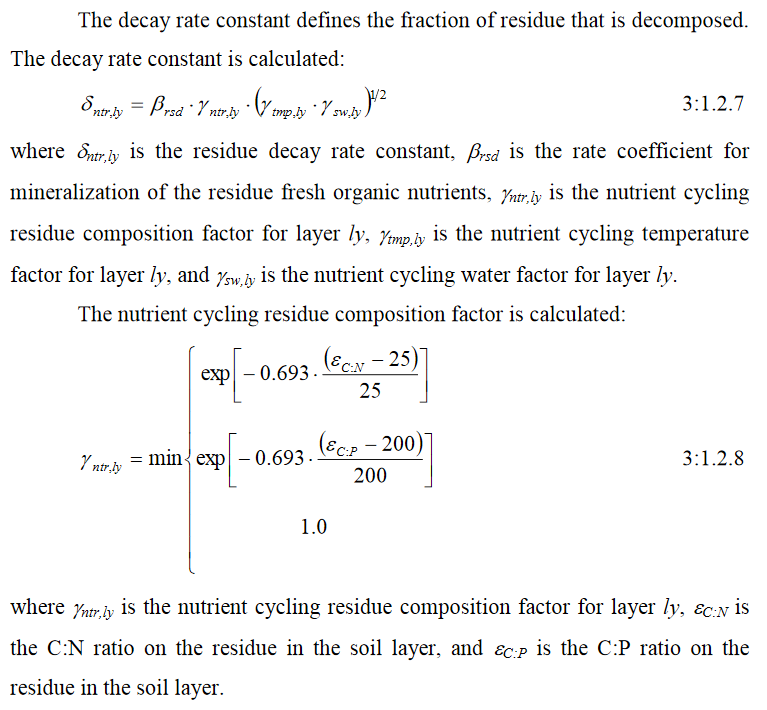 The decay rate constant defines the fraction of residue that is decomposed.
The decay rate constant is calculated:
δntr,ly = βrsd · γntr,ly · (γtmp,ly · γsw,ly)^1/2 3:1.2.7
where δntr,ly is the residue decay rate constant, βrsd is the rate coefficient for
mineralization of the residue fresh organic nutrients, γntr,ly is the nutrient cycling
residue composition factor for layer ly, γtmp,ly is the nutrient cycling temperature
factor for layer ly, and γsw,ly is the nutrient cycling water factor for layer ly.
The nutrient cycling residue composition factor is calculated:
exp[ − 0.693 · (εC:N − 25) / 25 ]
γntr,ly = min{ exp[ − 0.693 · (εC:P − 200) / 200 ] 3:1.2.8
1.0
where γntr,ly is the nutrient cycling residue composition factor for layer ly, εC:N is
the C:N ratio on the residue in the soil layer, and εC:P is the C:P ratio on the
residue in the soil layer.